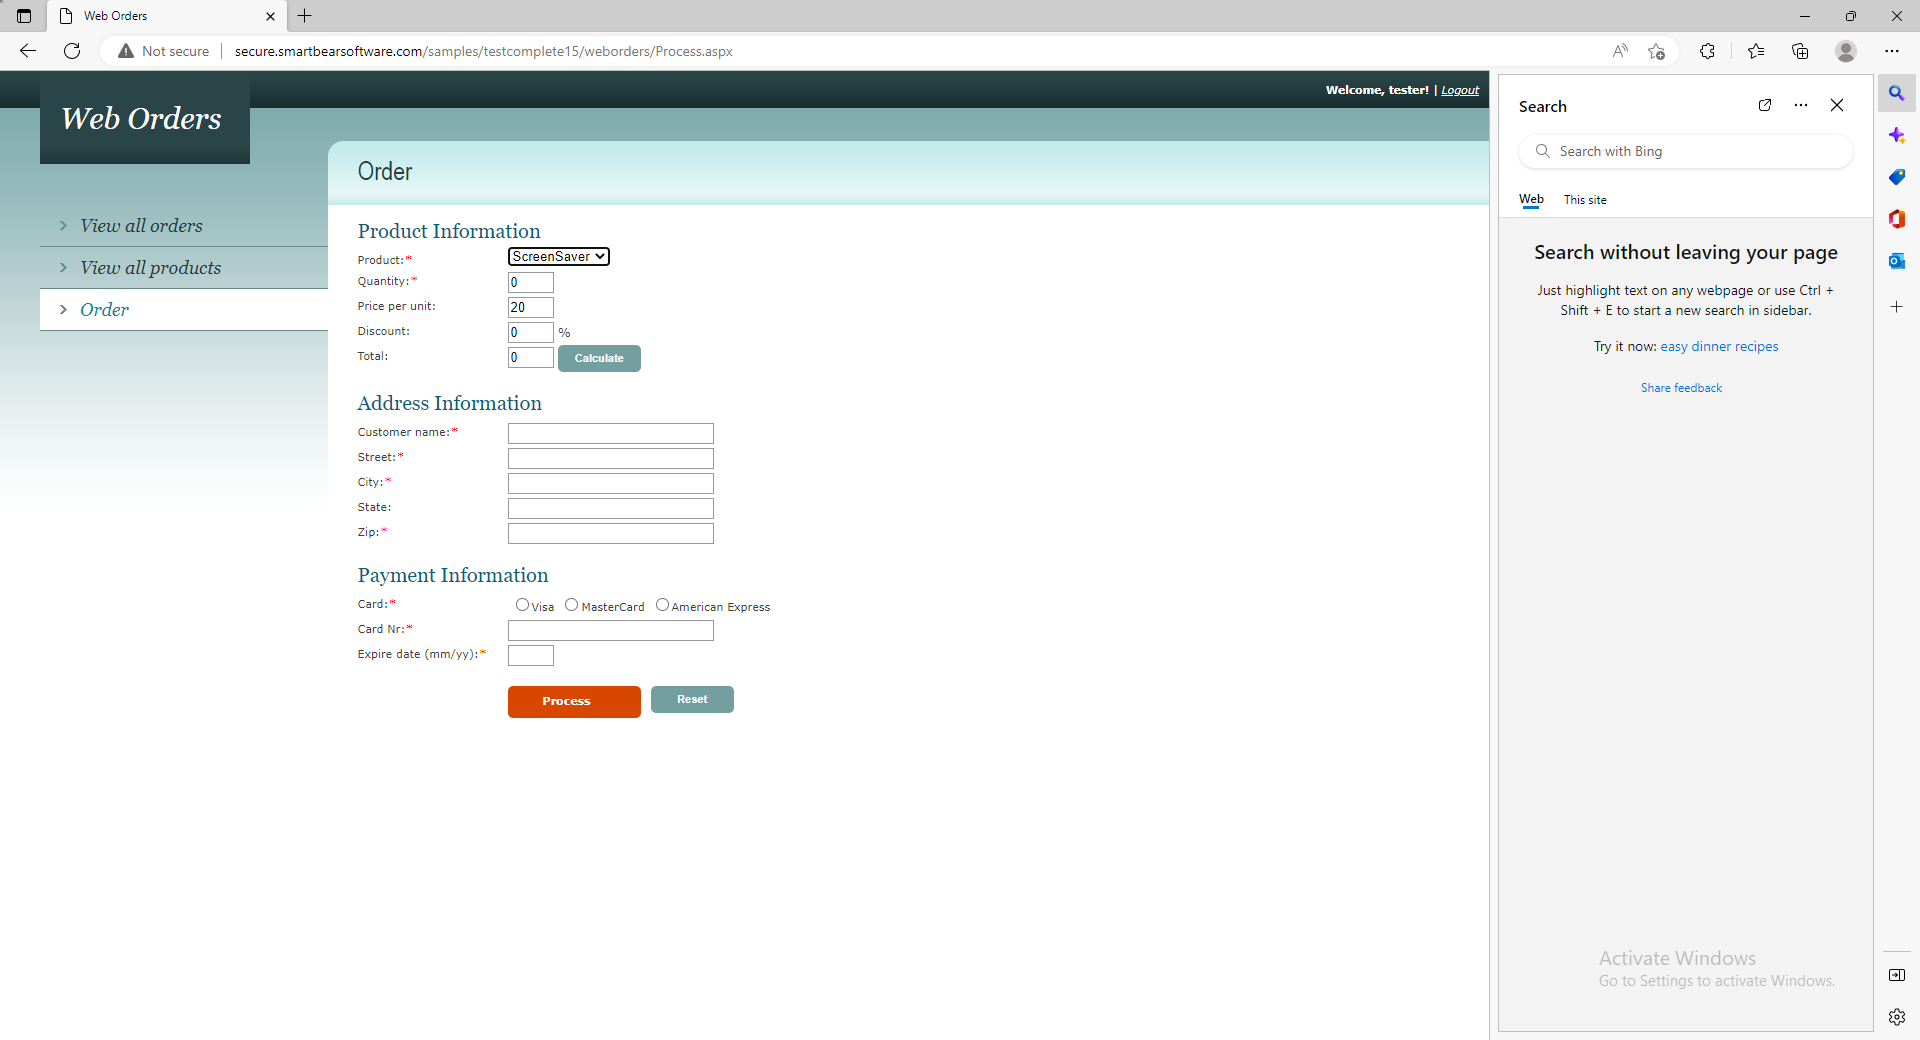 Web Orders
Not secure
secure.smartbearsoftware.com/samples/testcomplete15/weborders/Process.aspx
Welcome, tester! | Logout
Web Orders
View all orders
View all products
Order
Order
Product Information
Product:* ScreenSaver
Quantity:* 0
Price per unit: 20
Discount: 0 %
Total: 0 Calculate
Address Information
Customer name:*
Street:*
City:*
State:
Zip:*
Payment Information
Card:* Visa MasterCard American Express
Card Nr:*
Expire date (mm/yy):*
Process Reset
Search
Search with Bing
Web This site
Search without leaving your page
Just highlight text on any webpage or use Ctrl +
Shift + E to start a new search in sidebar.
Try it now: easy dinner recipes
Share feedback
Activate Windows
Go to Settings to activate Windows.